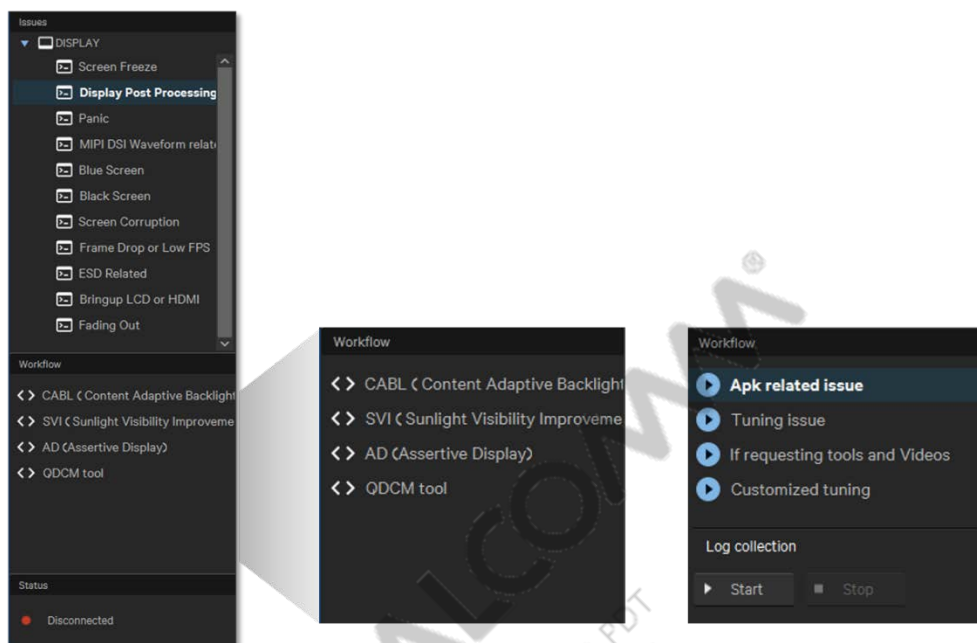 Issues
DISPLAY
Screen Freeze
Display Post Processing
Panic
MIPI DSI Waveform relat
Blue Screen
Black Screen
Screen Corruption
Frame Drop or Low FPS
ESD Related
Bringup LCD or HDMI
Fading Out
Workflow
CABL ( Content Adaptive Backlight
SVI ( Sunlight Visibility Improveme
AD (Assertive Display)
QDCM tool
Status
Disconnected
Workflow
CABL ( Content Adaptive Backlight
SVI ( Sunlight Visibility Improveme
AD (Assertive Display)
QDCM tool
Workflow
Apk related issue
Tuning issue
If requesting tools and Videos
Customized tuning
Log collection
Start
Stop
ALCOMM®
PDT